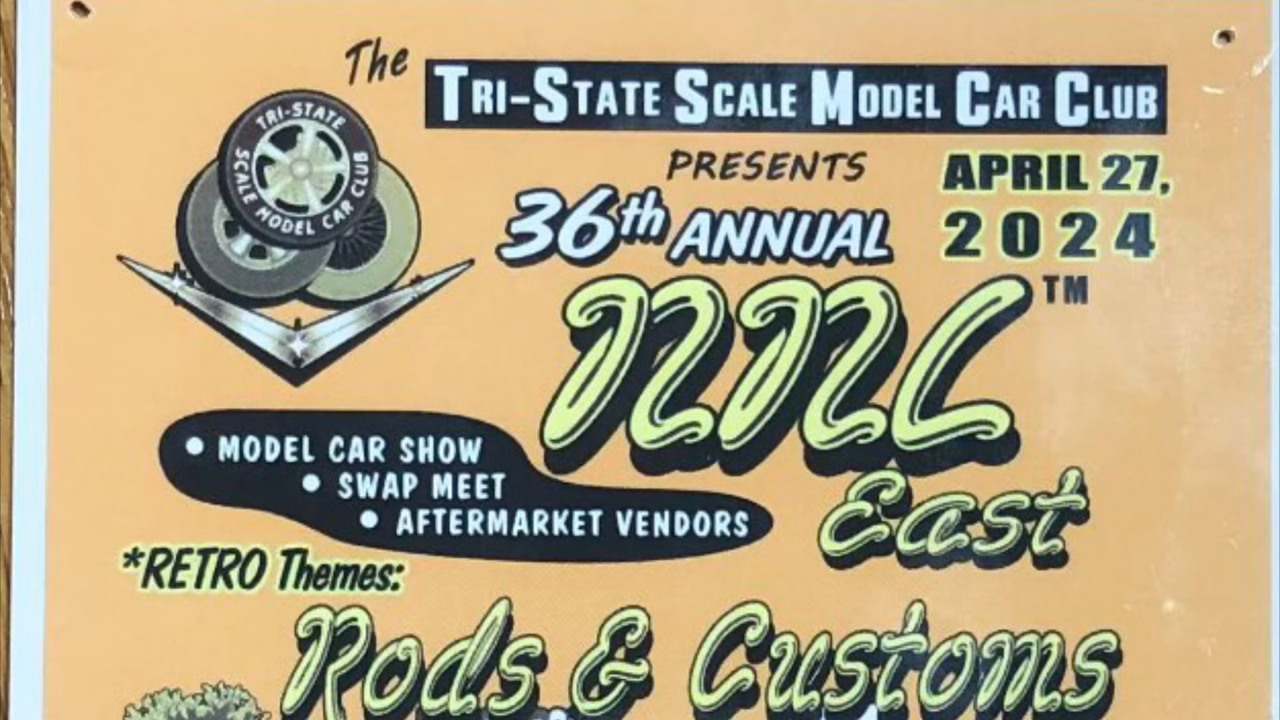 The
TRI-STATE SCALE MODEL CAR CLUB
TRI-STATE
SCALE MODEL CAR CLUB
PRESENTS
APRIL 27,
2024
36th ANNUAL
NNL™
East
• MODEL CAR SHOW
• SWAP MEET
• AFTERMARKET VENDORS
*RETRO Themes:
Rods & Customs